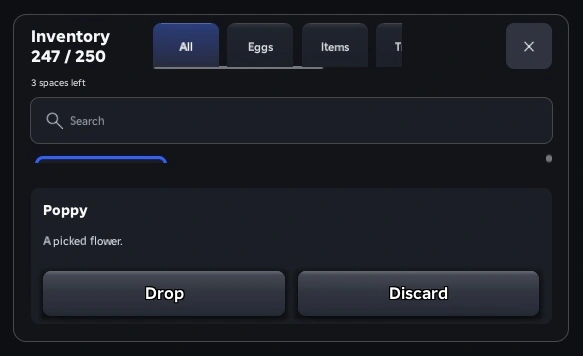 Inventory
247 / 250
All
Eggs
Items
3 spaces left
Search
Poppy
A picked flower.
Drop
Discard